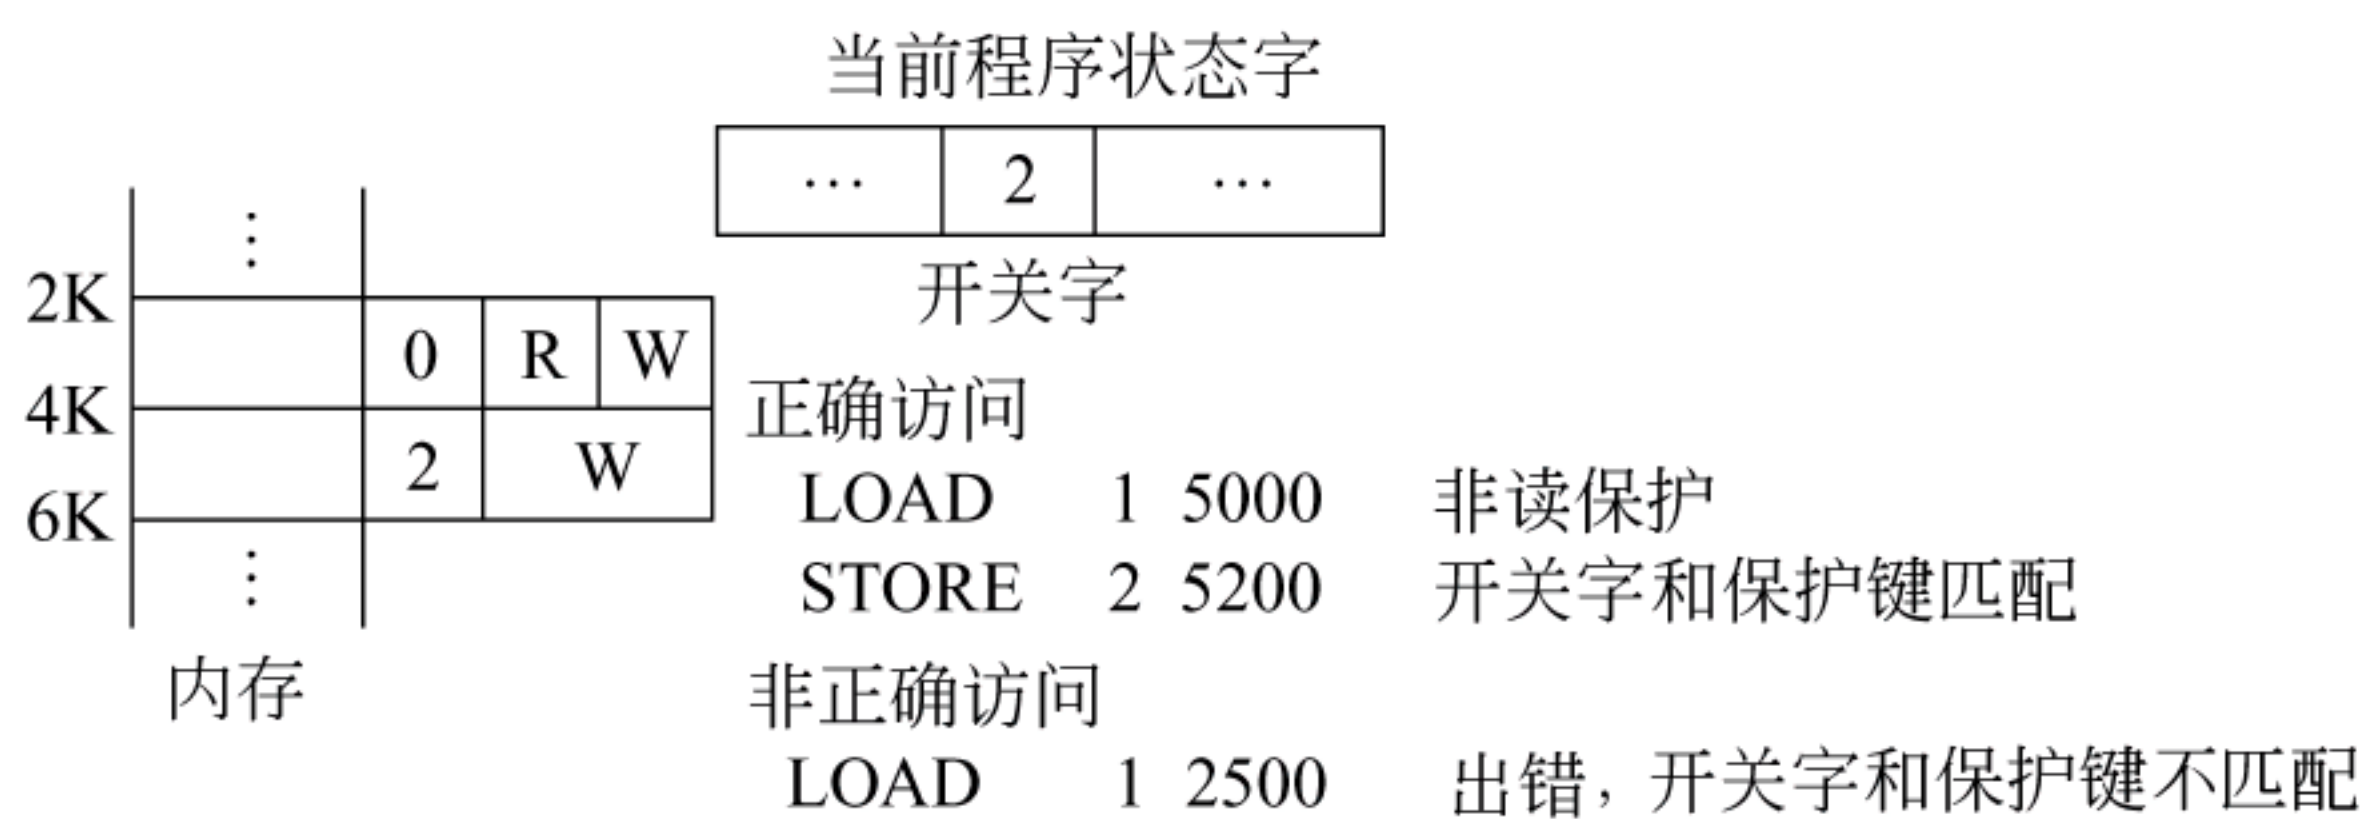 当前程序状态字
… 2 …
开关字
⋮
2K
0 R W
4K
2 W
6K
⋮
内存
正确访问
LOAD 1 5000 非读保护
STORE 2 5200 开关字和保护键匹配
非正确访问
LOAD 1 2500 出错，开关字和保护键不匹配